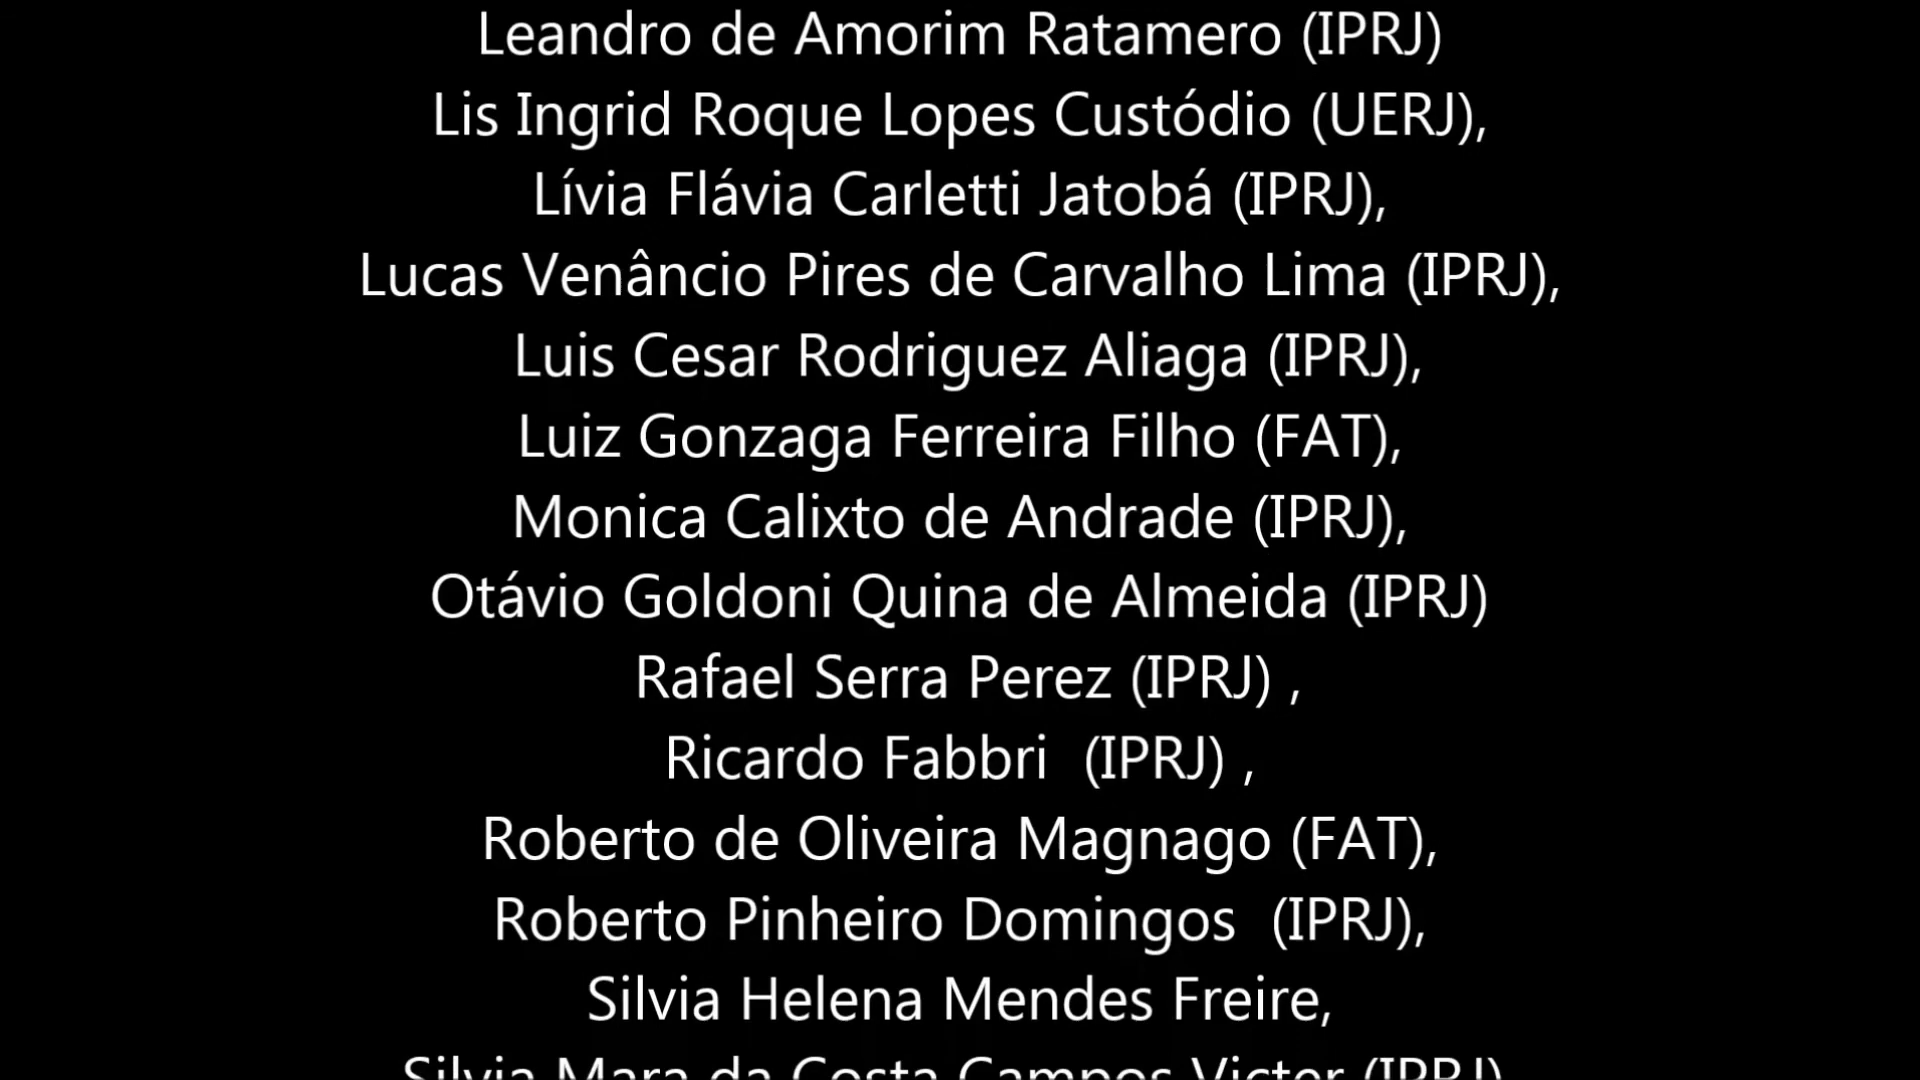 Leandro de Amorim Ratamero (IPRJ)
Lis Ingrid Roque Lopes Custódio (UERJ),
Lívia Flávia Carletti Jatobá (IPRJ),
Lucas Venâncio Pires de Carvalho Lima (IPRJ),
Luis Cesar Rodriguez Aliaga (IPRJ),
Luiz Gonzaga Ferreira Filho (FAT),
Monica Calixto de Andrade (IPRJ),
Otávio Goldoni Quina de Almeida (IPRJ)
Rafael Serra Perez (IPRJ) ,
Ricardo Fabbri  (IPRJ) ,
Roberto de Oliveira Magnago (FAT),
Roberto Pinheiro Domingos  (IPRJ),
Silvia Helena Mendes Freire,
Silvia Mara da Costa Campos Victer (IPRJ)